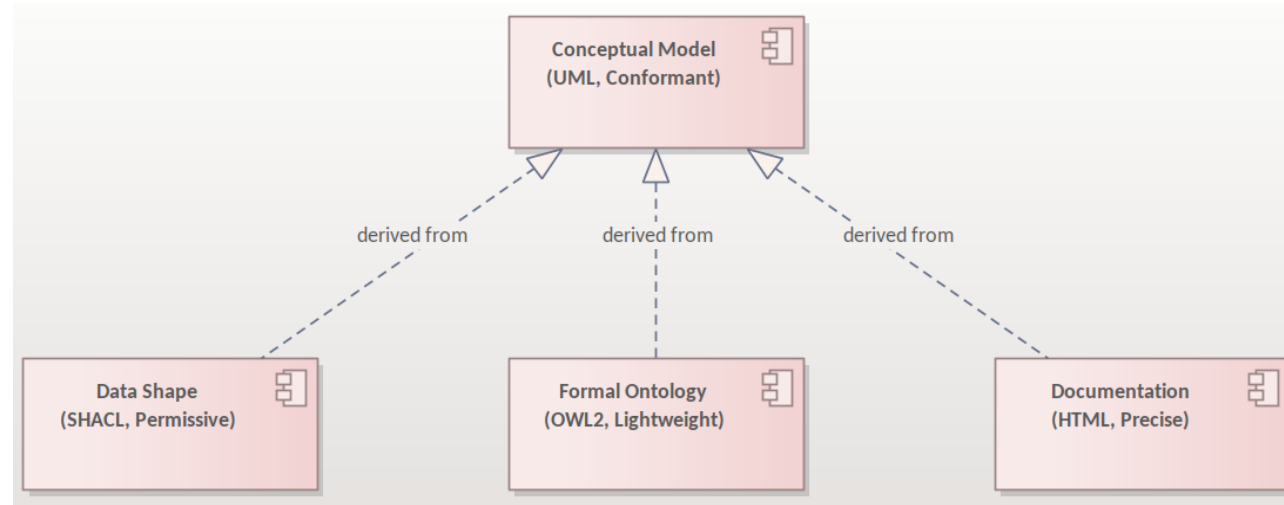 Conceptual Model
(UML, Conformant)
derived from
derived from
derived from
Data Shape
(SHACL, Permissive)
Formal Ontology
(OWL2, Lightweight)
Documentation
(HTML, Precise)